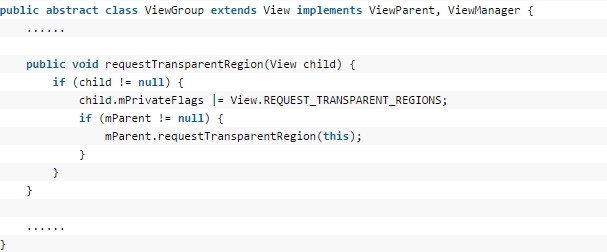 public abstract class ViewGroup extends View implements ViewParent, ViewManager {
    ......

    public void requestTransparentRegion(View child) {
        if (child != null) {
            child.mPrivateFlags |= View.REQUEST_TRANSPARENT_REGIONS;
            if (mParent != null) {
                mParent.requestTransparentRegion(this);
            }
        }
    }

    ......
}